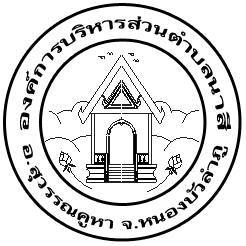 องค์การบริหารส่วนตำบลนาสี
อ.สุวรรณคูหา จ.หนองบัวลำภู